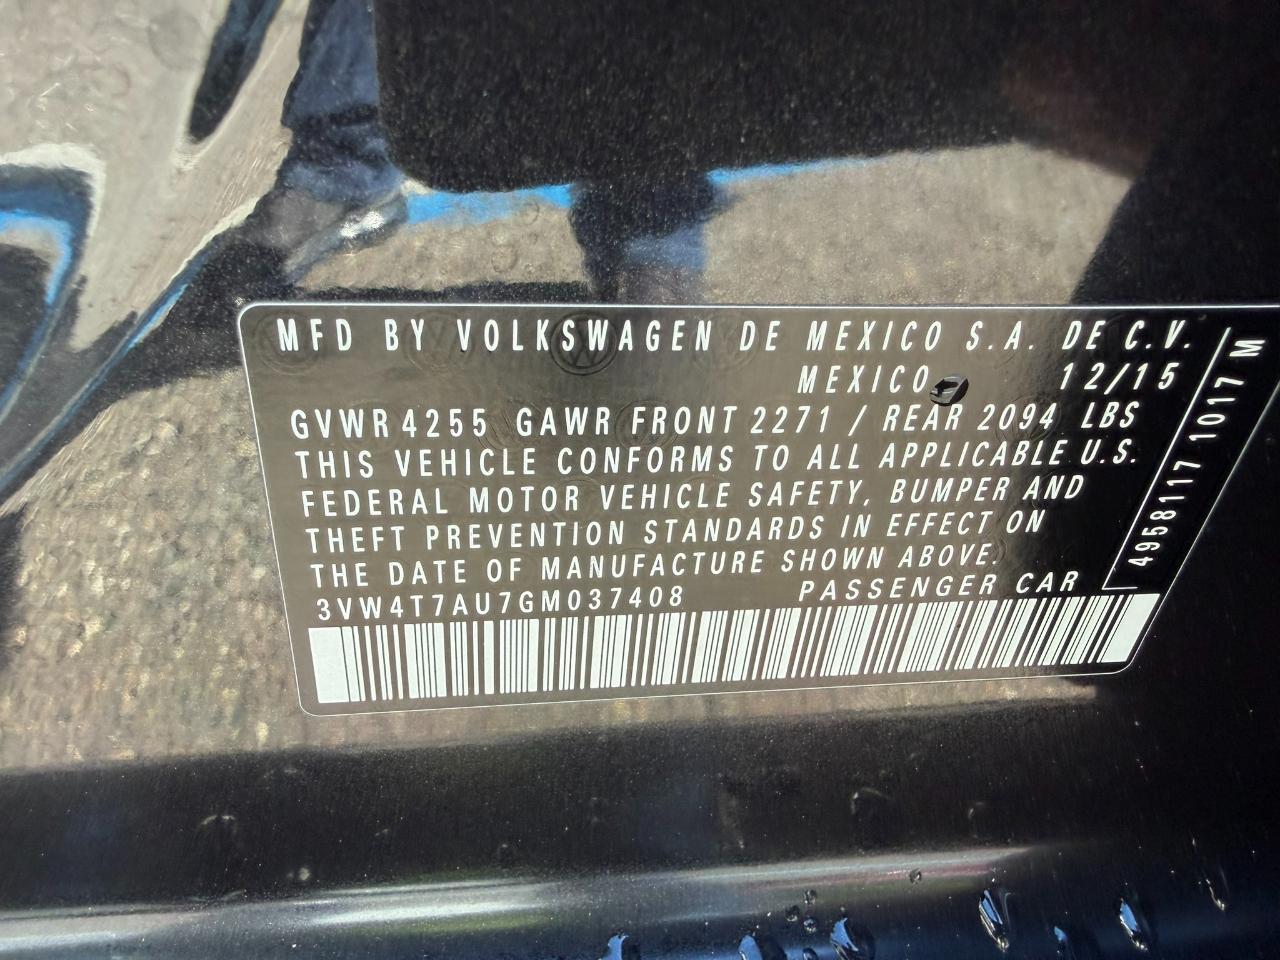 MFD BY VOLKSWAGEN DE MEXICO S.A. DE C.V.
MEXICO 12/15
GVWR 4255 GAWR FRONT 2271 / REAR 2094 LBS
THIS VEHICLE CONFORMS TO ALL APPLICABLE U.S.
FEDERAL MOTOR VEHICLE SAFETY, BUMPER AND
THEFT PREVENTION STANDARDS IN EFFECT ON
THE DATE OF MANUFACTURE SHOWN ABOVE.
3VW4T7AU7GM037408 PASSENGER CAR
4958117 1017 M